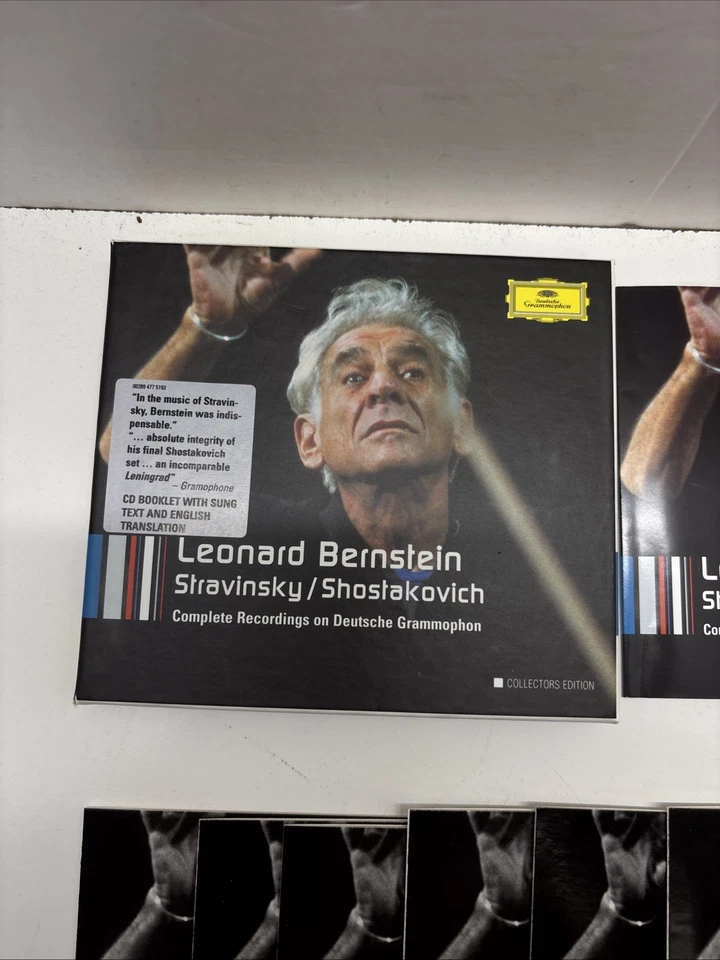 Deutsche
Grammophon
00289 477 5193
"In the music of Stravin-
sky, Bernstein was indis-
pensable."
"... absolute integrity of
his final Shostakovich
set ... an incomparable
Leningrad"
– Gramophone
CD BOOKLET WITH SUNG
TEXT AND ENGLISH
TRANSLATION
Leonard Bernstein
Stravinsky/Shostakovich
Complete Recordings on Deutsche Grammophon
COLLECTORS EDITION
L
S
Co